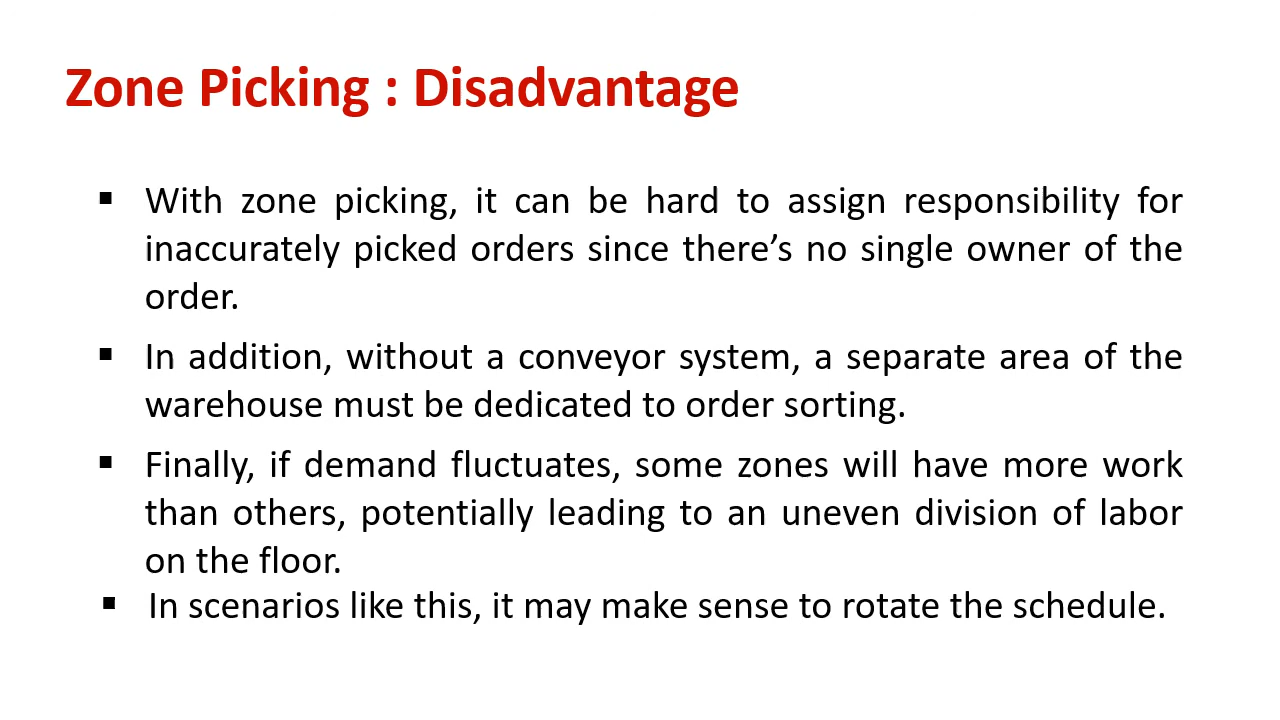 Zone Picking : Disadvantage
▪ With zone picking, it can be hard to assign responsibility for
inaccurately picked orders since there’s no single owner of the
order.
▪ In addition, without a conveyor system, a separate area of the
warehouse must be dedicated to order sorting.
▪ Finally, if demand fluctuates, some zones will have more work
than others, potentially leading to an uneven division of labor
on the floor.
▪ In scenarios like this, it may make sense to rotate the schedule.